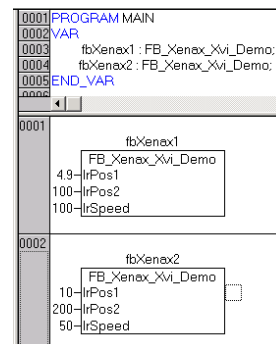 0001 PROGRAM MAIN
0002 VAR
0003 fbXenax1 : FB_Xenax_Xvi_Demo;
0004 fbXenax2 : FB_Xenax_Xvi_Demo;
0005 END_VAR
0006
0001
fbXenax1
FB_Xenax_Xvi_Demo
4.9 lrPos1
100 lrPos2
100 lrSpeed
0002
fbXenax2
FB_Xenax_Xvi_Demo
10 lrPos1
200 lrPos2
50 lrSpeed